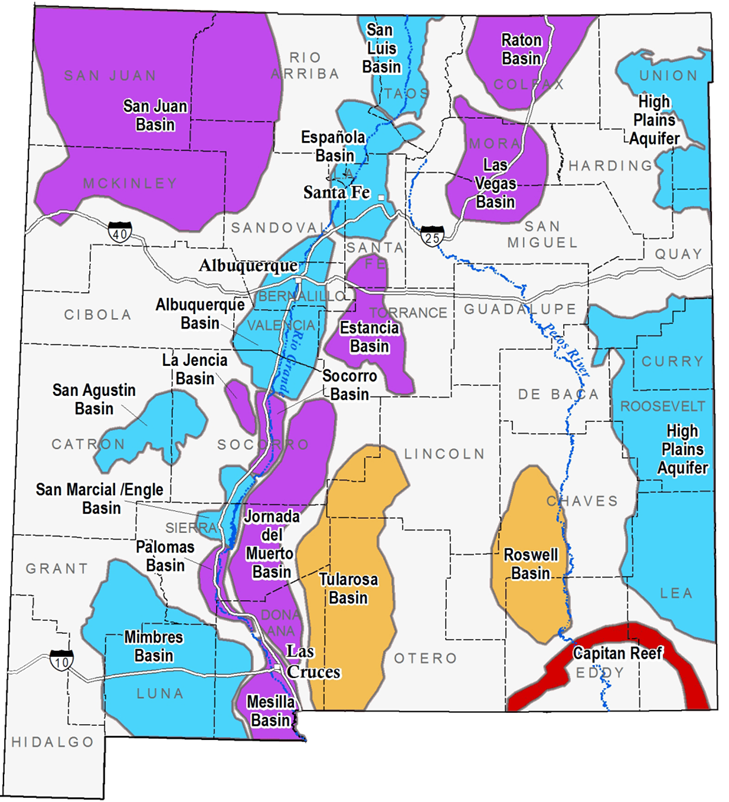 San
Luis
Basin
Raton
Basin
RIO
ARRIBA
SAN JUAN
UNION
COLFAX
TAOS
San Juan
Basin
High
Plains
Aquifer
Española
Basin
MORA
Las
Vegas
Basin
HARDING
MCKINLEY
Santa Fe
SANDOVAL
40
25
SAN
MIGUEL
SANTA
FE
QUAY
Albuquerque
BERNALILLO
Albuquerque
Basin
VALENCIA
CIBOLA
Rio Grande
TORRANCE
Estancia
Basin
GUADALUPE
Pecos River
CURRY
La Jencia
Basin
Socorro
Basin
San Agustin
Basin
DE BACA
ROOSEVELT
CATRON
SOCORRO
LINCOLN
High
Plains
Aquifer
San Marcial /Engle
Basin
SIERRA
Jornada
del
Muerto
Basin
CHAVES
Palomas
Basin
Roswell
Basin
GRANT
Tularosa
Basin
LEA
DONA
ANA
Mimbres
Basin
Las
Cruces
OTERO
Capitan Reef
EDDY
10
LUNA
Mesilla
Basin
HIDALGO